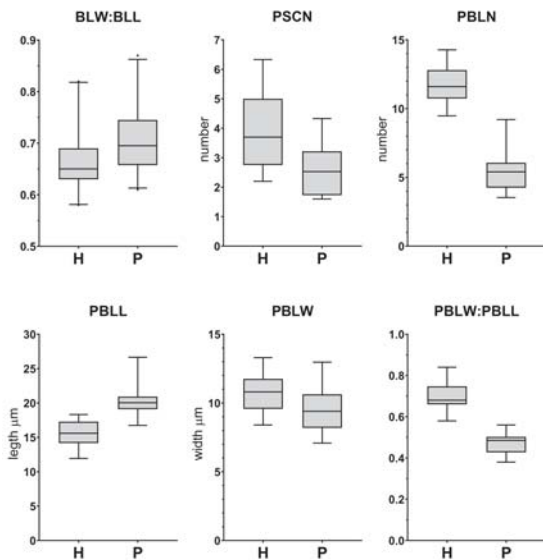 BLW:BLL
PSCN
PBLN
0.9
0.8
0.7
0.6
0.5
H
P
number
7
6
5
4
3
2
1
0
H
P
number
15
10
5
0
H
P
PBLL
PBLW
PBLW:PBLL
legth µm
30
25
20
15
10
5
0
H
P
width µm
15
10
5
0
H
P
1.0
0.8
0.6
0.4
0.2
0.0
H
P